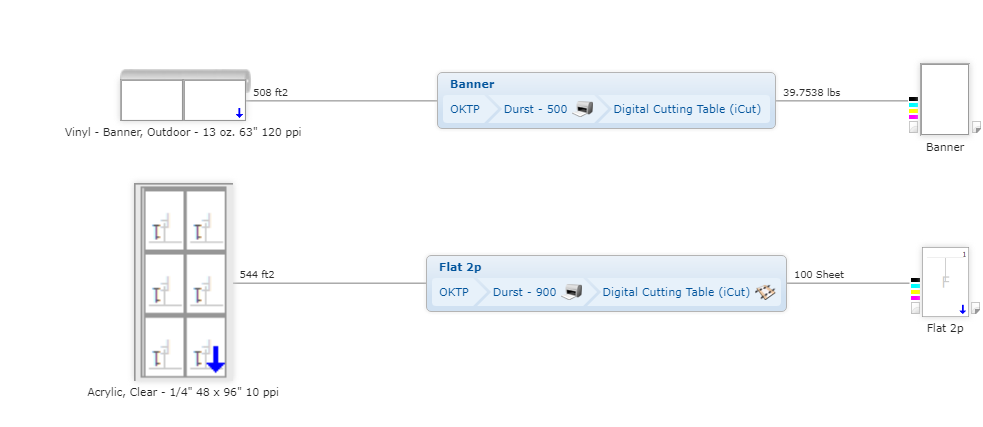 Banner
508 ft2
OKTP
Durst - 500
Digital Cutting Table (iCut)
39.7538 lbs
Vinyl - Banner, Outdoor - 13 oz. 63" 120 ppi
Banner
544 ft2
Flat 2p
OKTP
Durst - 900
Digital Cutting Table (iCut)
100 Sheet
1
F
Flat 2p
Acrylic, Clear - 1/4" 48 x 96" 10 ppi